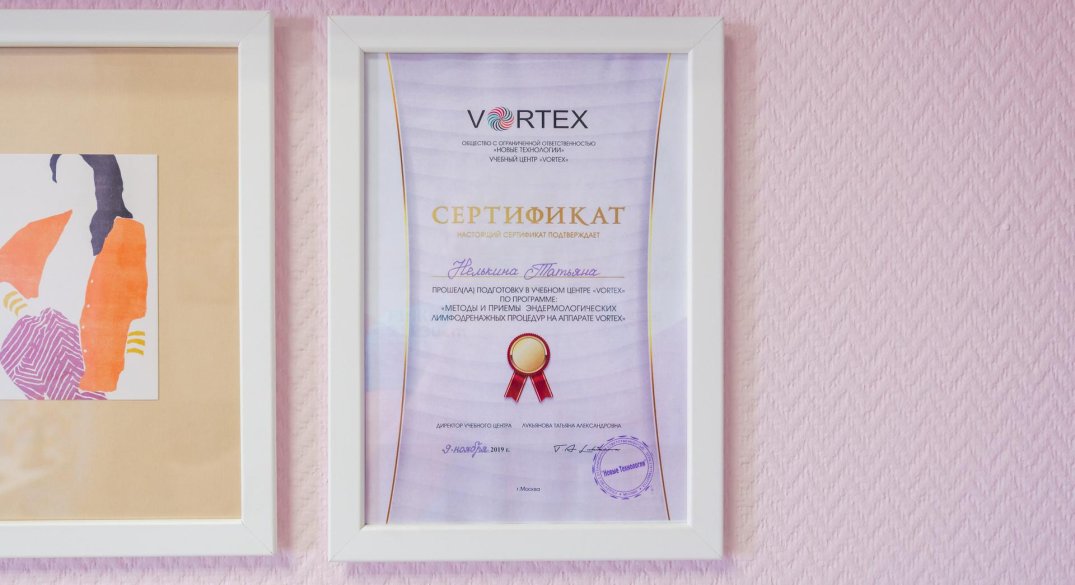 VORTEX
ОБЩЕСТВО С ОГРАНИЧЕННОЙ ОТВЕТСТВЕННОСТЬЮ
«НОВЫЕ ТЕХНОЛОГИИ»
УЧЕБНЫЙ ЦЕНТР «VORTEX»
СЕРТИФИКАТ
НАСТОЯЩИЙ СЕРТИФИКАТ ПОДТВЕРЖДАЕТ
Нелькина Татьяна
ПРОШЕЛ(ЛА) ПОДГОТОВКУ В УЧЕБНОМ ЦЕНТРЕ «VORTEX»
ПО ПРОГРАММЕ:
«МЕТОДЫ И ПРИЕМЫ ЭНДЕРМОЛОГИЧЕСКИХ
ЛИМФОДРЕНАЖНЫХ ПРОЦЕДУР НА АППАРАТЕ VORTEX»
ДИРЕКТОР УЧЕБНОГО ЦЕНТРА ЛУКЬЯНОВА ТАТЬЯНА АЛЕКСАНДРОВНА
9 ноября 2019 г.
Новые Технологии
г.Москва